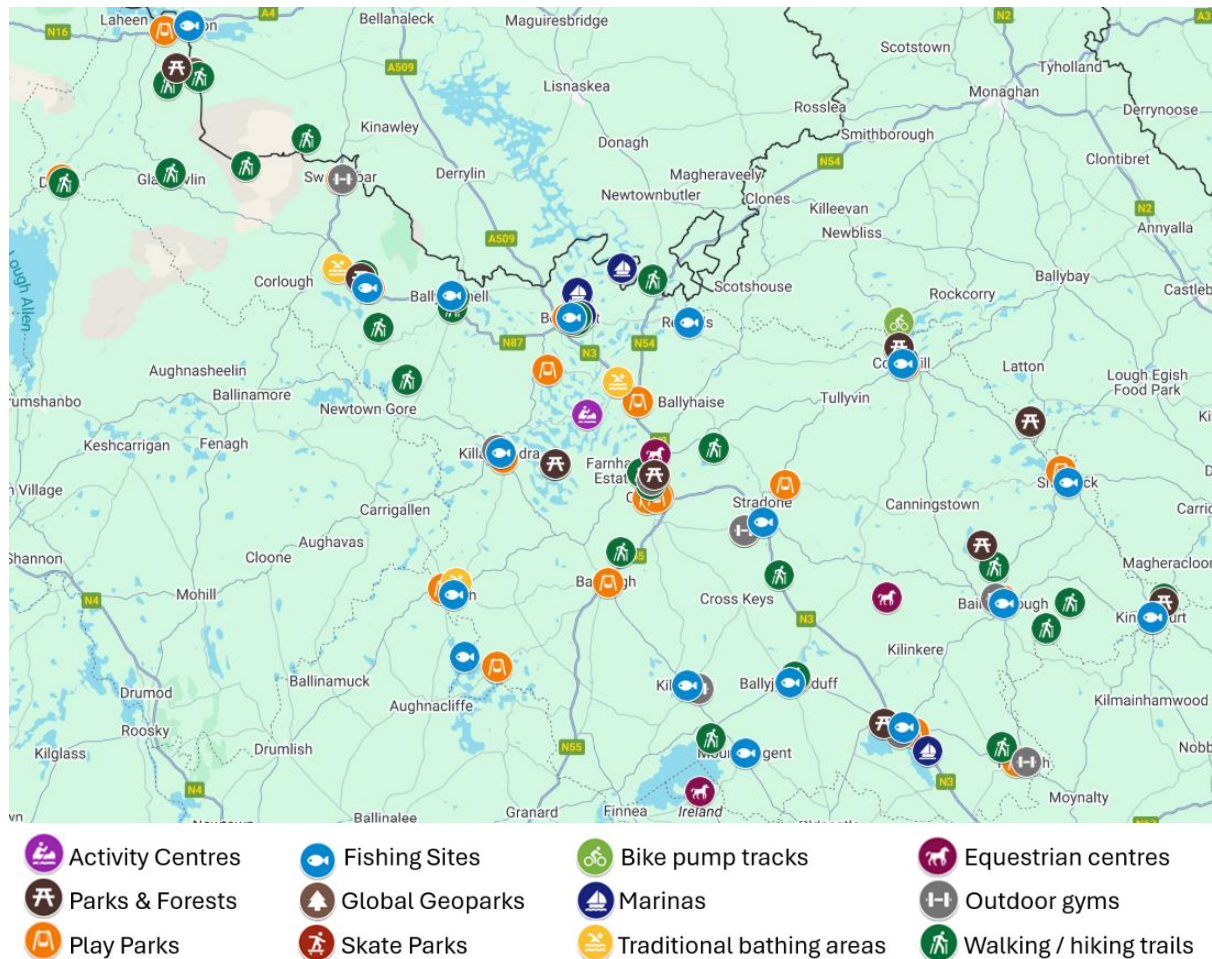 A4
Bellanaleck
Maguiresbridge
N2
A3
Laheen
N16
Scotstown
Tyholland
A509
Lisnaskea
Monaghan
Derrynoose
Rosslea
Kinawley
Donagh
Smithborough
N54
Clontibret
Derrylin
Magheraveely
Newtownbutler
Clones
Killeevan
N2
Annyalla
Newbliss
A509
Lough Allen
Corlough
Scotshouse
Ballybay
Rockcorry
N87
N3
N54
Aughnasheelin
Latton
Lough Egish
Food Park
Ballinamore
Newtown Gore
Ballyhaise
Tullyvin
Keshcarrigan
Fenagh
Stradone
Canningstown
Carrigallen
Shannon
Cloone
Aughavas
Magheracloon
N4
Mohill
Cross Keys
N3
Kilinkere
Drumod
Ballinamuck
Aughnacliffe
Kilmainhamwood
Roosky
Kilglass
Drumlish
N55
N4
N3
Moynalty
Ballinalee
Granard
Finnea
Ireland
Activity Centres
Fishing Sites
Bike pump tracks
Equestrian centres
Parks & Forests
Global Geoparks
Marinas
Outdoor gyms
Play Parks
Skate Parks
Traditional bathing areas
Walking / hiking trails